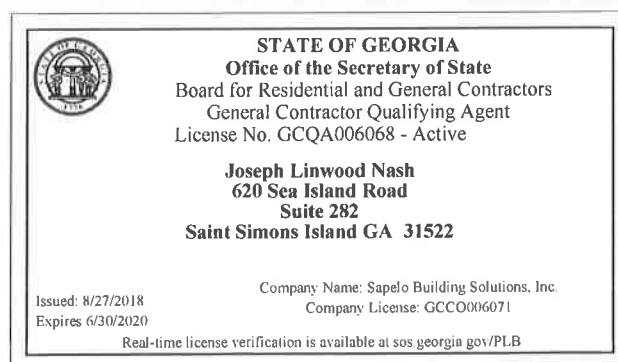 STATE OF GEORGIA
Office of the Secretary of State
Board for Residential and General Contractors
General Contractor Qualifying Agent
License No. GCQA006068 - Active
Joseph Linwood Nash
620 Sea Island Road
Suite 282
Saint Simons Island GA 31522
Company Name: Sapelo Building Solutions, Inc.
Issued: 8/27/2018
Company License: GCCO006071
Expires 6/30/2020
Real-time license verification is available at sos.georgia.gov/PLB